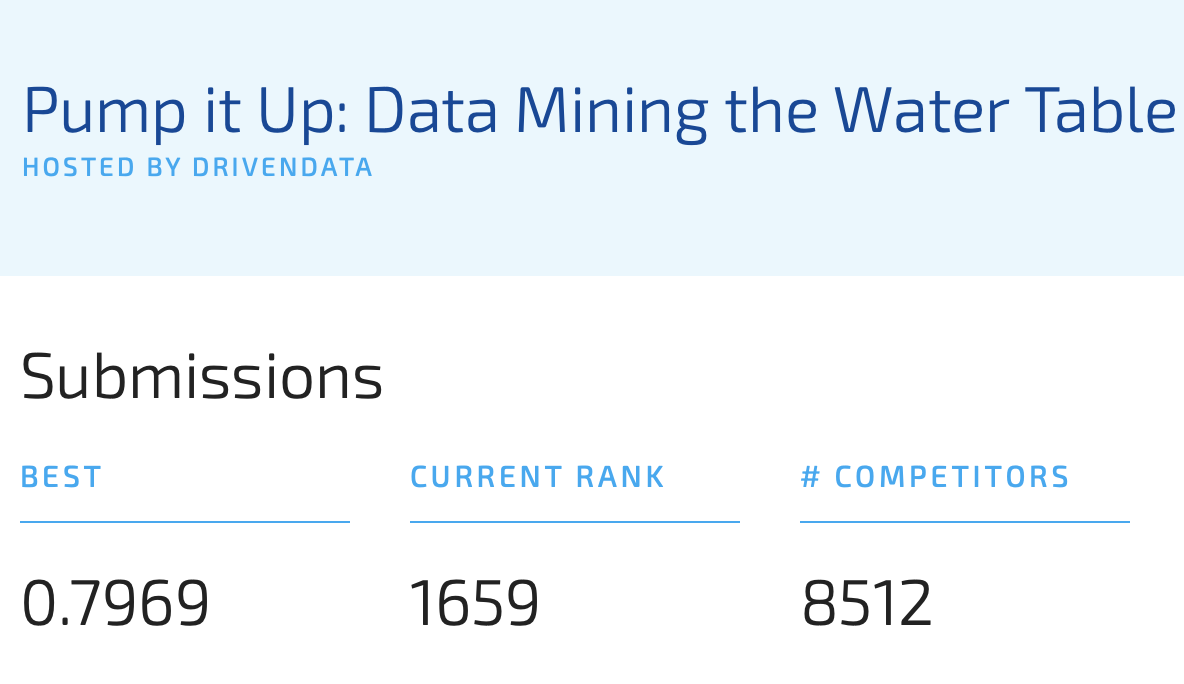 Pump it Up: Data Mining the Water Table
HOSTED BY DRIVENDATA
Submissions
BEST
CURRENT RANK
# COMPETITORS
0.7969
1659
8512